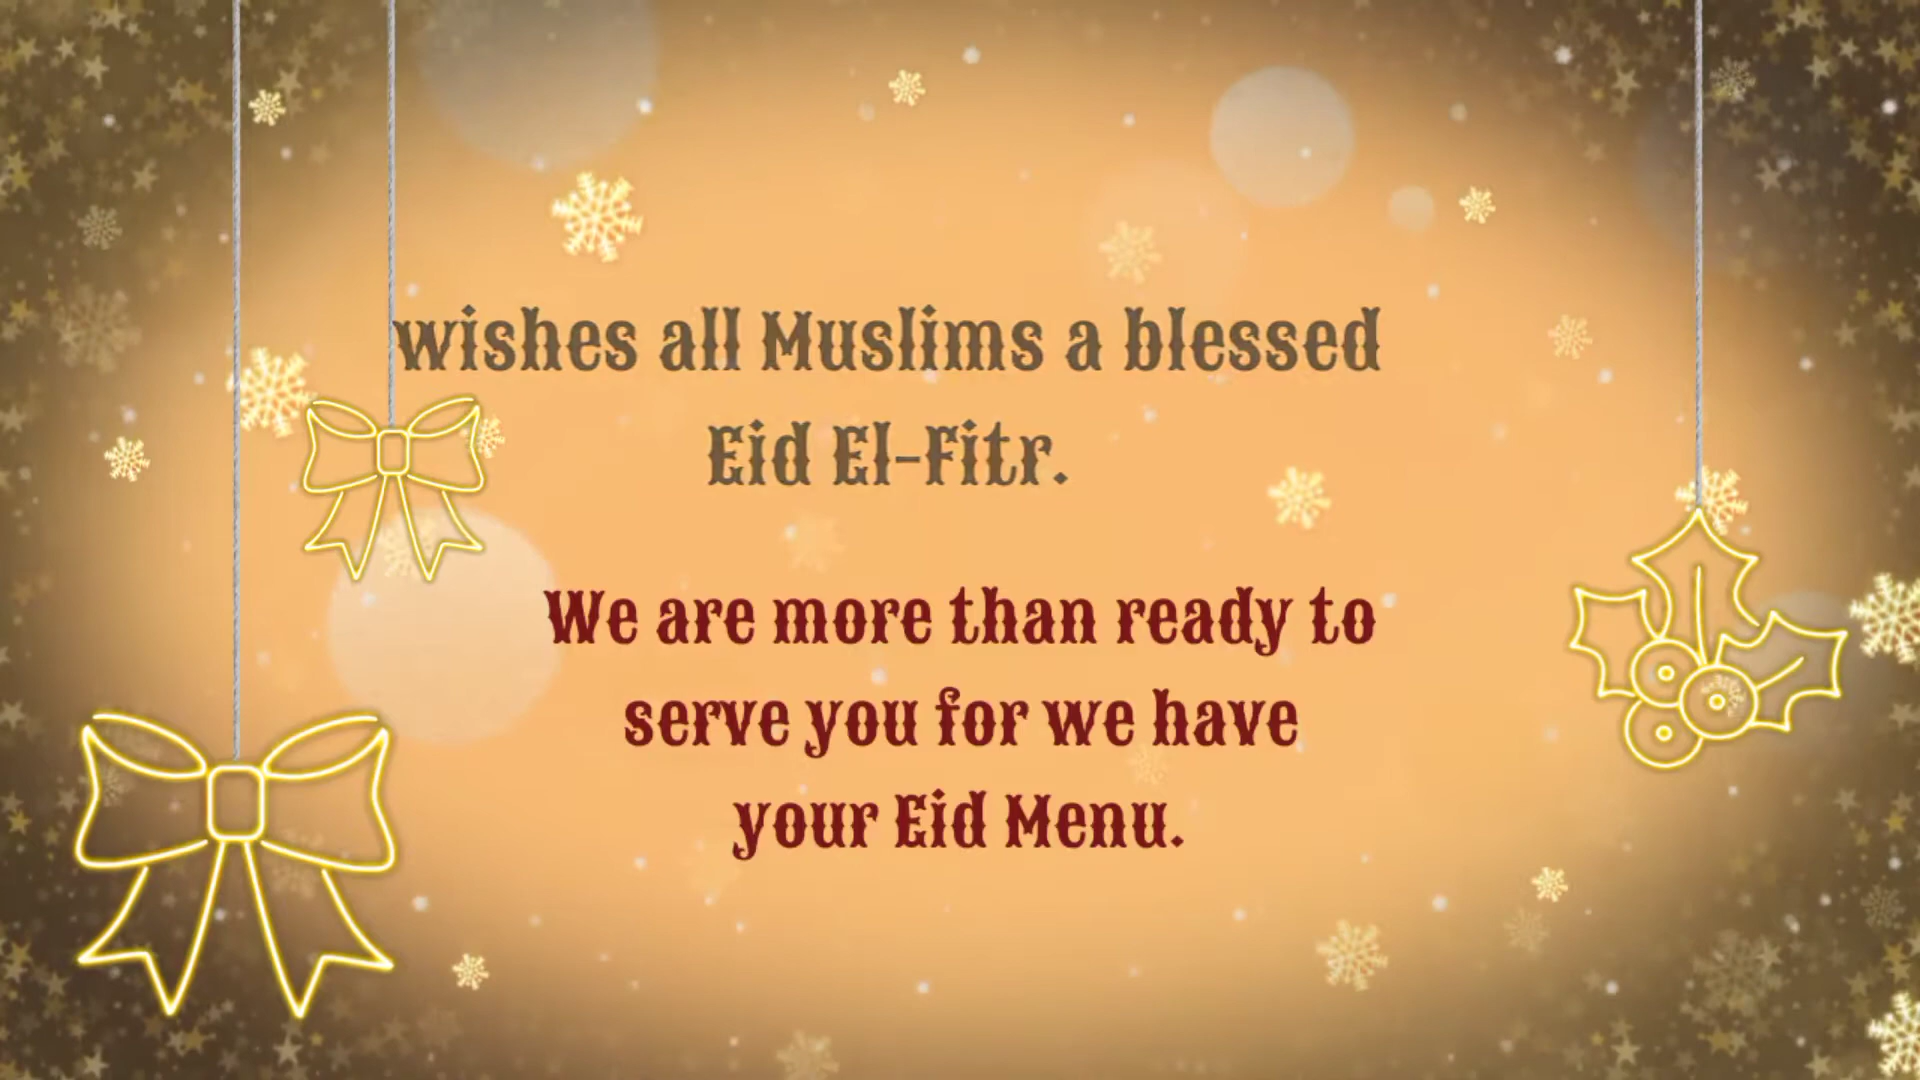 wishes all Muslims a blessed
Eid El-Fitr.
We are more than ready to
serve you for we have
your Eid Menu.